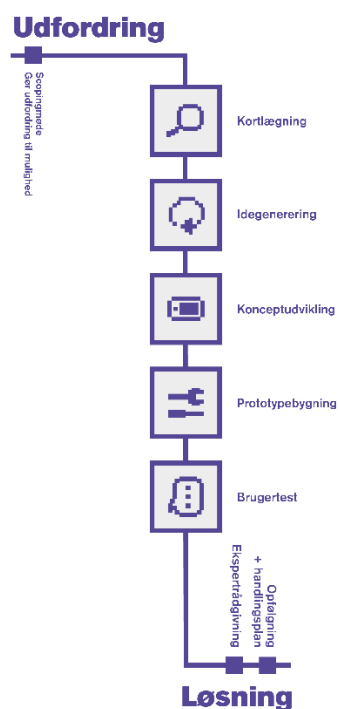 Udfordring
Scopingmøde
Gør udfordring til mulighed
Kortlægning
Idegenerering
Konceptudvikling
Prototypebygning
Brugertest
Ekspertrådgivning
Opfølgning
+ handlingsplan
Løsning